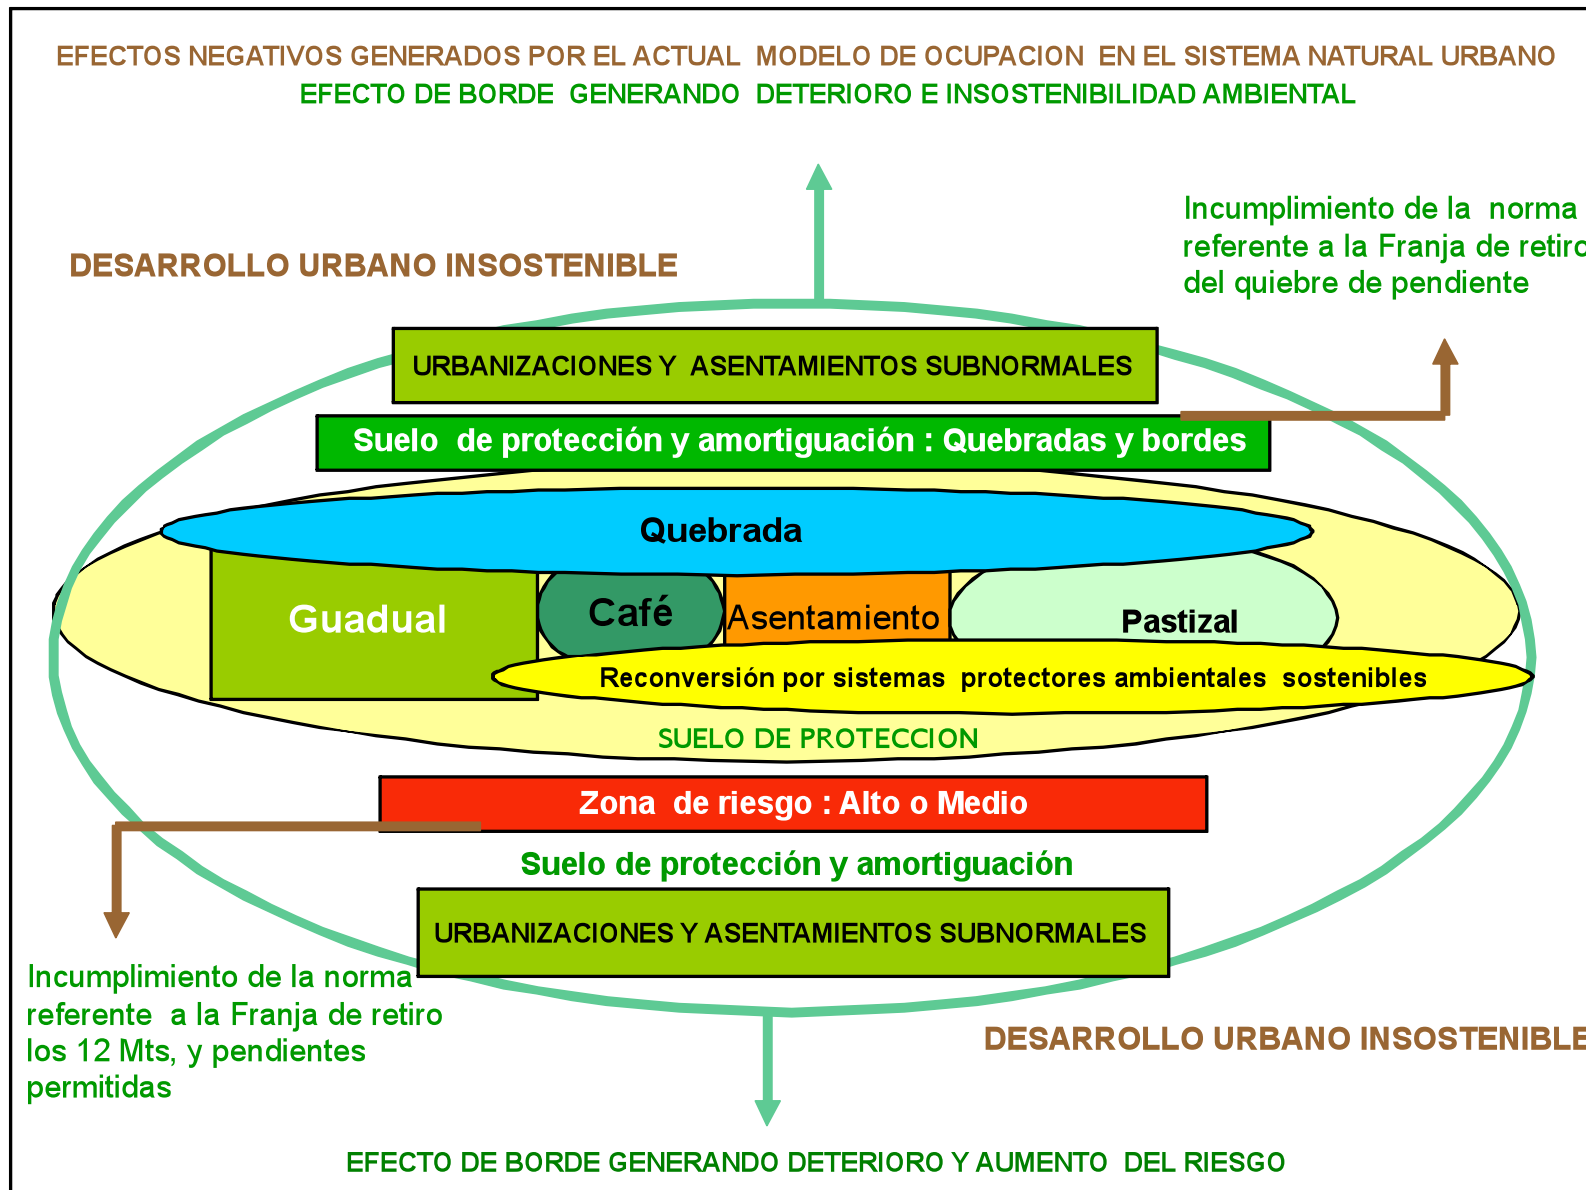 EFECTOS NEGATIVOS GENERADOS POR EL ACTUAL MODELO DE OCUPACION EN EL SISTEMA NATURAL URBANO
EFECTO DE BORDE GENERANDO DETERIORO E INSOSTENIBILIDAD AMBIENTAL
Incumplimiento de la norma
referente a la Franja de retiro
del quiebre de pendiente
DESARROLLO URBANO INSOSTENIBLE
URBANIZACIONES Y ASENTAMIENTOS SUBNORMALES
Suelo de protección y amortiguación : Quebradas y bordes
Quebrada
Guadual
Café
Asentamiento
Pastizal
Reconversión por sistemas protectores ambientales sostenibles
SUELO DE PROTECCION
Zona de riesgo : Alto o Medio
Suelo de protección y amortiguación
URBANIZACIONES Y ASENTAMIENTOS SUBNORMALES
Incumplimiento de la norma
referente a la Franja de retiro
los 12 Mts, y pendientes
permitidas
DESARROLLO URBANO INSOSTENIBLE
EFECTO DE BORDE GENERANDO DETERIORO Y AUMENTO DEL RIESGO